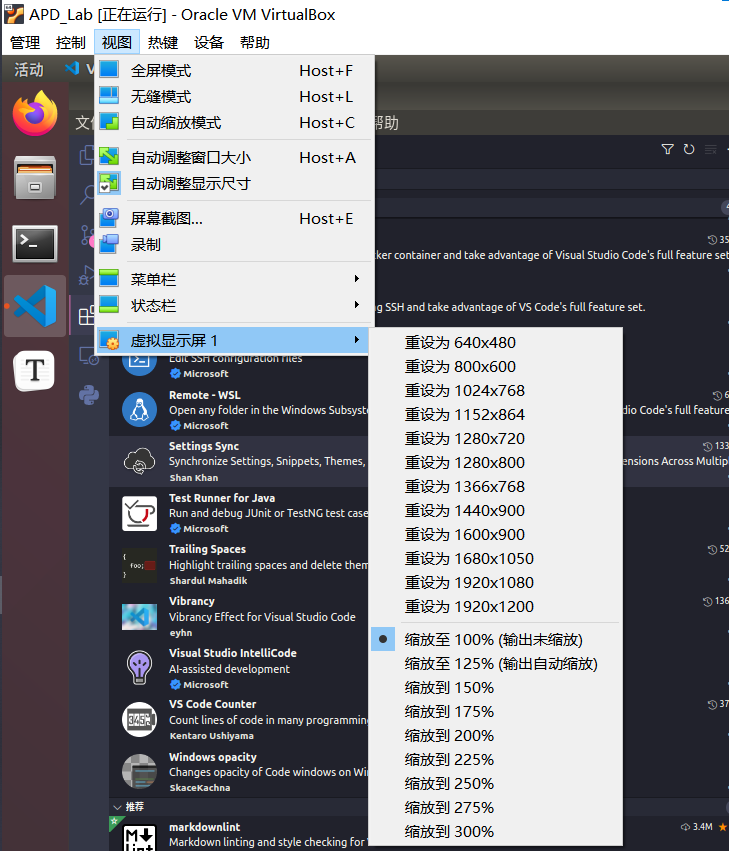 APD_Lab [正在运行] - Oracle VM VirtualBox
管理 控制 视图 热键 设备 帮助
活动
全屏模式 Host+F
无缝模式 Host+L
自动缩放模式 Host+C
帮助
自动调整窗口大小 Host+A
自动调整显示尺寸
屏幕截图... Host+E
录制
cker container and take advantage of Visual Studio Code's full feature set
菜单栏
状态栏
ng SSH and take advantage of VS Code's full feature set.
虚拟显示屏 1
重设为 640x480
重设为 800x600
重设为 1024x768
重设为 1152x864
重设为 1280x720
重设为 1280x800
重设为 1366x768
重设为 1440x900
重设为 1600x900
重设为 1680x1050
重设为 1920x1080
重设为 1920x1200
缩放至 100% (输出未缩放)
缩放至 125% (输出自动缩放)
缩放到 150%
缩放到 175%
缩放到 200%
缩放到 225%
缩放到 250%
缩放到 275%
缩放到 300%
Edit SSH configuration files
Microsoft
Remote - WSL
Open any folder in the Windows Subsyste
dio Code's full feature
Microsoft
Settings Sync
133
Synchronize Settings, Snippets, Themes,
ensions Across Multip
Shan Khan
Test Runner for Java
Run and debug JUnit or TestNG test case
Microsoft
Trailing Spaces
52
Highlight trailing spaces and delete them
Shardul Mahadik
Vibrancy
136
Vibrancy Effect for Visual Studio Code
eyhn
Visual Studio IntelliCode
AI-assisted development
Microsoft
VS Code Counter
37
Count lines of code in many programmin
Kentaro Ushiyama
Windows opacity
Changes opacity of Code windows on Wi
SkaceKachna
推荐
markdownlint
3.4M
Markdown linting and style checking for